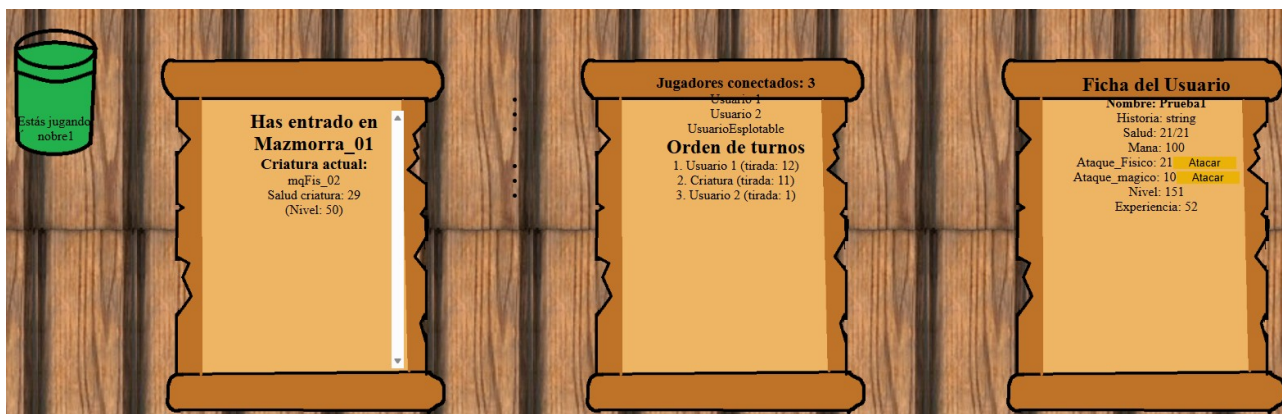 Estás jugando
nobre1
Has entrado en
Mazmorra_01
Criatura actual:
mqFis_02
Salud criatura: 29
(Nivel: 50)
Jugadores conectados: 3
Usuario 1
Usuario 2
UsuarioEsplotable
Orden de turnos
1. Usuario 1 (tirada: 12)
2. Criatura (tirada: 11)
3. Usuario 2 (tirada: 1)
Ficha del Usuario
Nombre: Prueba1
Historia: string
Salud: 21/21
Mana: 100
Ataque_Fisico: 21 Atacar
Ataque_magico: 10 Atacar
Nivel: 151
Experiencia: 52